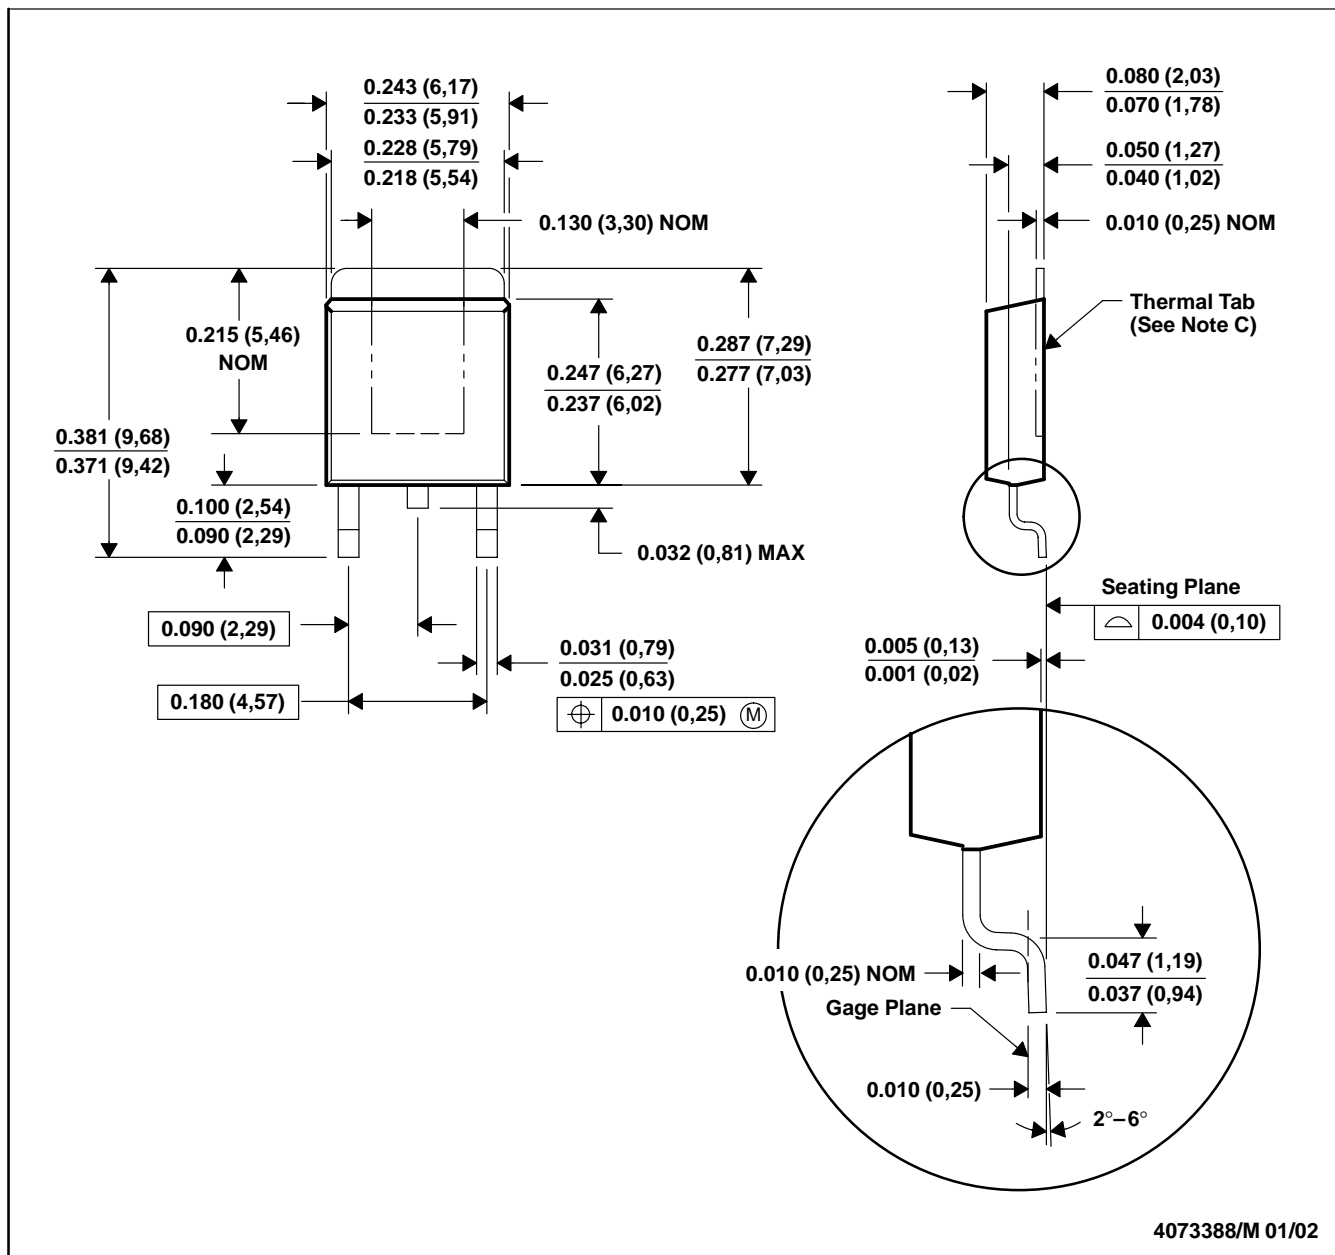 0.243 (6,17)
0.233 (5,91)
0.228 (5,79)
0.218 (5,54)
0.130 (3,30) NOM
0.215 (5,46)
NOM
0.247 (6,27)
0.237 (6,02)
0.287 (7,29)
0.277 (7,03)
0.381 (9,68)
0.371 (9,42)
0.100 (2,54)
0.090 (2,29)
0.032 (0,81) MAX
0.090 (2,29)
0.031 (0,79)
0.025 (0,63)
0.180 (4,57)
0.010 (0,25) M
0.080 (2,03)
0.070 (1,78)
0.050 (1,27)
0.040 (1,02)
0.010 (0,25) NOM
Thermal Tab
(See Note C)
Seating Plane
0.004 (0,10)
0.005 (0,13)
0.001 (0,02)
0.010 (0,25) NOM
0.047 (1,19)
0.037 (0,94)
Gage Plane
0.010 (0,25)
2°–6°
4073388/M 01/02